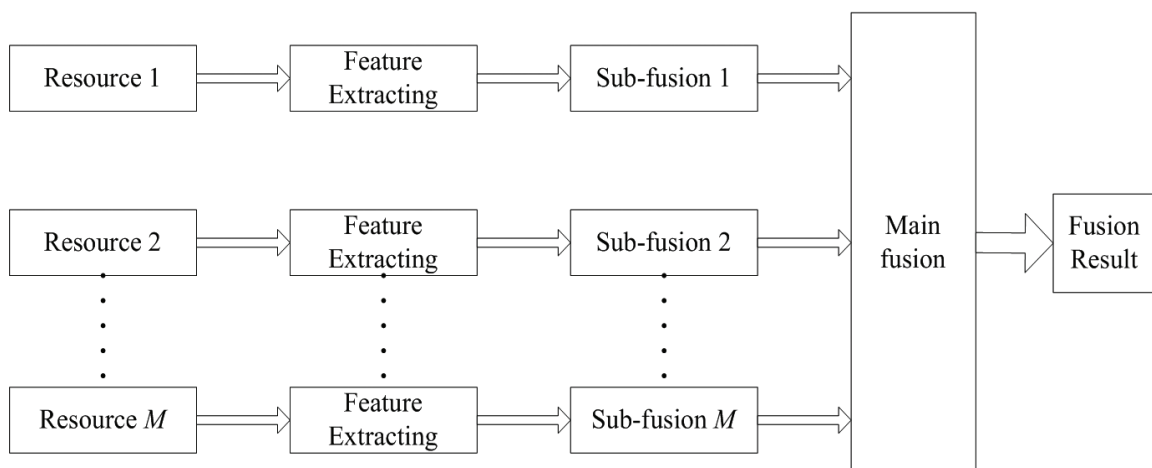 Resource 1
Feature
Extracting
Sub-fusion 1
Resource 2
Feature
Extracting
Sub-fusion 2
Resource M
Feature
Extracting
Sub-fusion M
Main
fusion
Fusion
Result